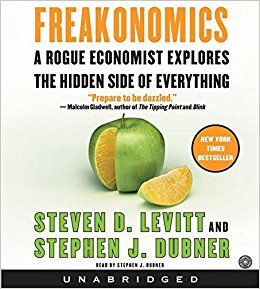 FREAKONOMICS
A ROGUE ECONOMIST EXPLORES
THE HIDDEN SIDE OF EVERYTHING
"Prepare to be dazzled."
— Malcolm Gladwell, author of The Tipping Point and Blink
NEW YORK
TIMES
BESTSELLER
STEVEN D. LEVITT AND
STEPHEN J. DUBNER
READ BY STEPHEN J. DUBNER
UNABRIDGED